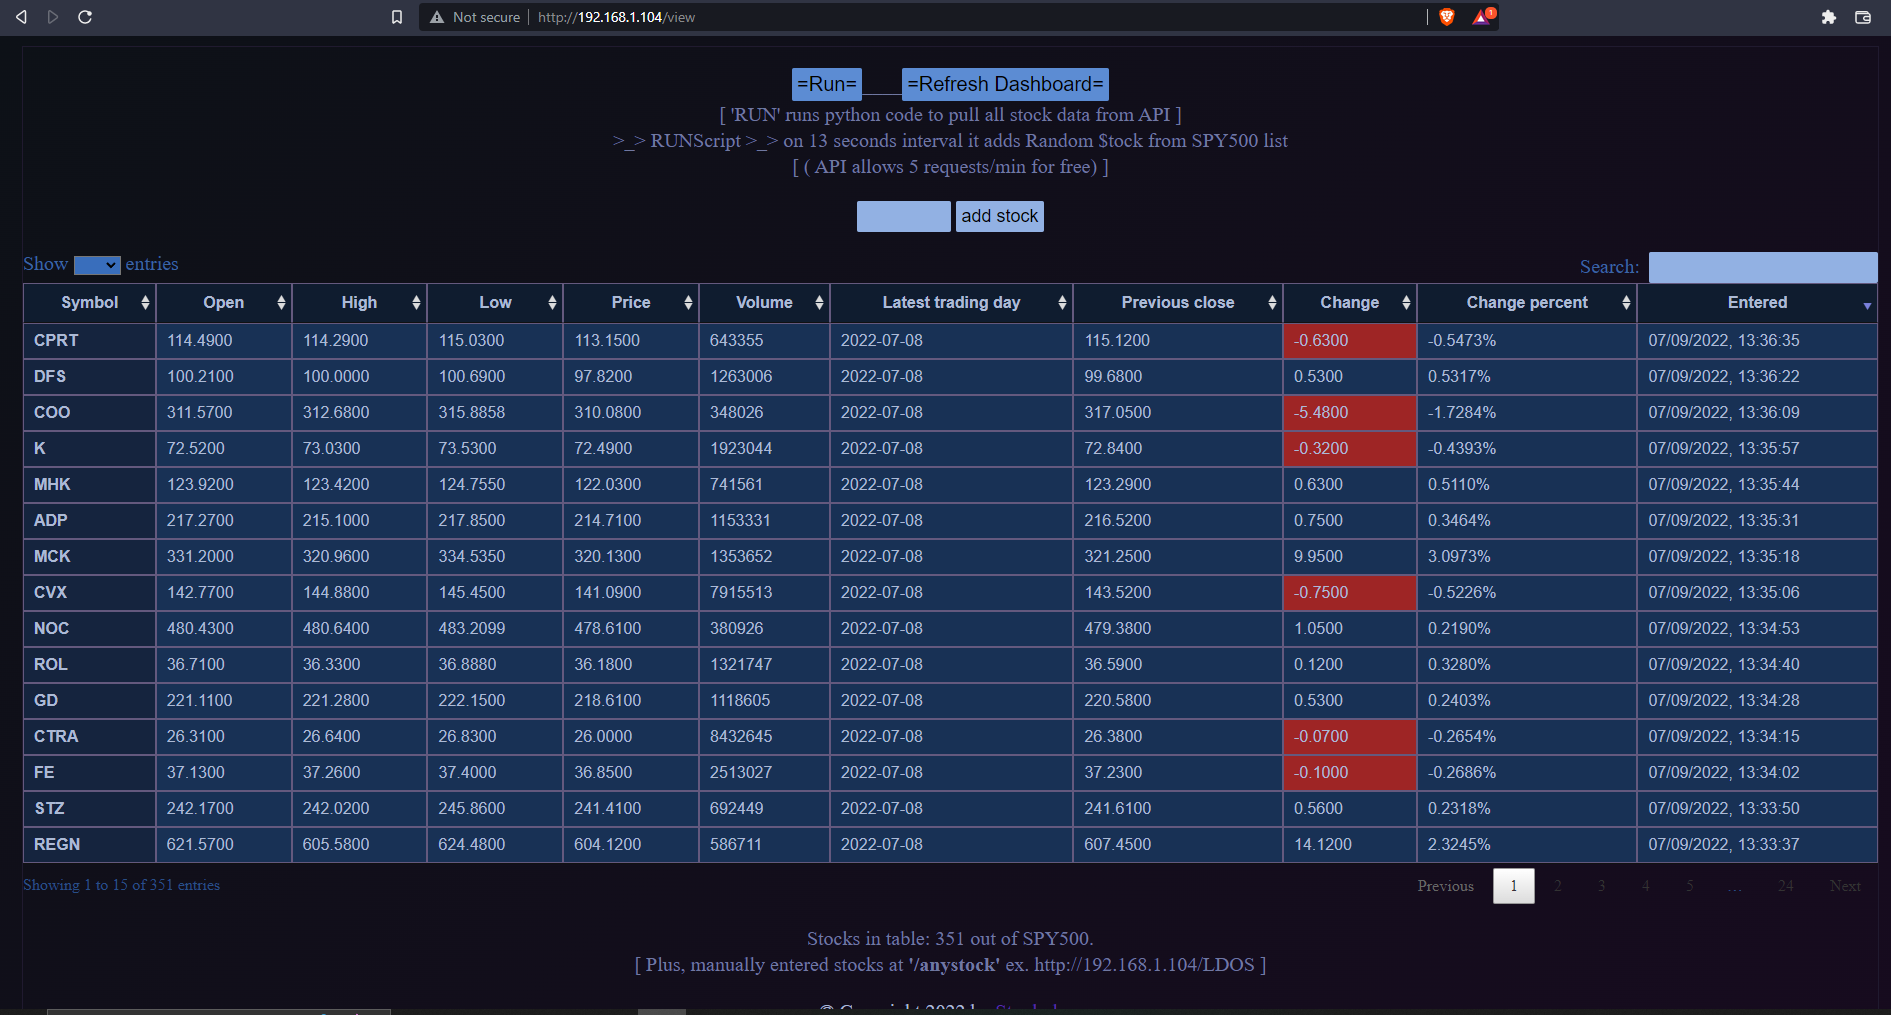 Not secure http://192.168.1.104/view 1
=Run= =Refresh Dashboard=
[ 'RUN' runs python code to pull all stock data from API ]
>_> RUNScript >_> on 13 seconds interval it adds Random $tock from SPY500 list
[ ( API allows 5 requests/min for free) ]
add stock
Show entries Search:
Symbol Open High Low Price Volume Latest trading day Previous close Change Change percent Entered
CPRT 114.4900 114.2900 115.0300 113.1500 643355 2022-07-08 115.1200 -0.6300 -0.5473% 07/09/2022, 13:36:35
DFS 100.2100 100.0000 100.6900 97.8200 1263006 2022-07-08 99.6800 0.5300 0.5317% 07/09/2022, 13:36:22
COO 311.5700 312.6800 315.8858 310.0800 348026 2022-07-08 317.0500 -5.4800 -1.7284% 07/09/2022, 13:36:09
K 72.5200 73.0300 73.5300 72.4900 1923044 2022-07-08 72.8400 -0.3200 -0.4393% 07/09/2022, 13:35:57
MHK 123.9200 123.4200 124.7550 122.0300 741561 2022-07-08 123.2900 0.6300 0.5110% 07/09/2022, 13:35:44
ADP 217.2700 215.1000 217.8500 214.7100 1153331 2022-07-08 216.5200 0.7500 0.3464% 07/09/2022, 13:35:31
MCK 331.2000 320.9600 334.5350 320.1300 1353652 2022-07-08 321.2500 9.9500 3.0973% 07/09/2022, 13:35:18
CVX 142.7700 144.8800 145.4500 141.0900 7915513 2022-07-08 143.5200 -0.7500 -0.5226% 07/09/2022, 13:35:06
NOC 480.4300 480.6400 483.2099 478.6100 380926 2022-07-08 479.3800 1.0500 0.2190% 07/09/2022, 13:34:53
ROL 36.7100 36.3300 36.8880 36.1800 1321747 2022-07-08 36.5900 0.1200 0.3280% 07/09/2022, 13:34:40
GD 221.1100 221.2800 222.1500 218.6100 1118605 2022-07-08 220.5800 0.5300 0.2403% 07/09/2022, 13:34:28
CTRA 26.3100 26.6400 26.8300 26.0000 8432645 2022-07-08 26.3800 -0.0700 -0.2654% 07/09/2022, 13:34:15
FE 37.1300 37.2600 37.4000 36.8500 2513027 2022-07-08 37.2300 -0.1000 -0.2686% 07/09/2022, 13:34:02
STZ 242.1700 242.0200 245.8600 241.4100 692449 2022-07-08 241.6100 0.5600 0.2318% 07/09/2022, 13:33:50
REGN 621.5700 605.5800 624.4800 604.1200 586711 2022-07-08 607.4500 14.1200 2.3245% 07/09/2022, 13:33:37
Showing 1 to 15 of 351 entries Previous 1 2 3 4 5 … 24 Next
Stocks in table: 351 out of SPY500.
[ Plus, manually entered stocks at '/anystock' ex. http://192.168.1.104/LDOS ]
© Copyright 2022 by